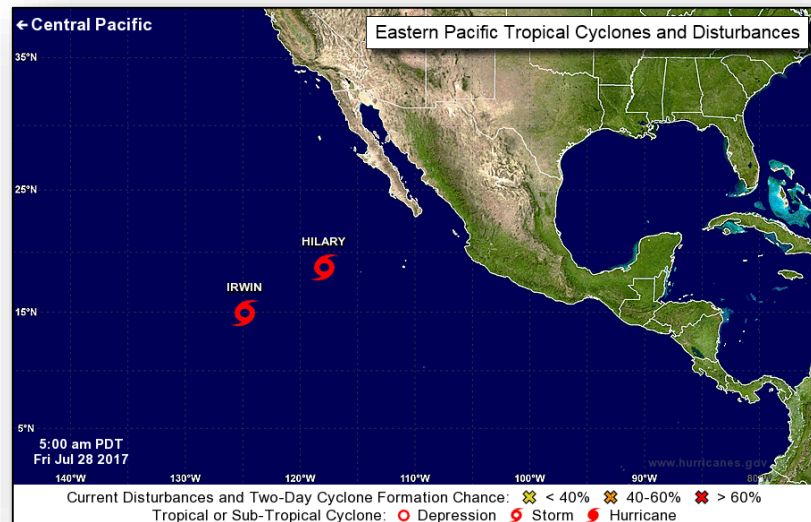 ←Central Pacific
Eastern Pacific Tropical Cyclones and Disturbances
35°N
25°N
HILARY
IRWIN
15°N
5°N
5:00 am PDT
Fri Jul 28 2017
www.hurricanes.gov
140°W 130°W 120°W 110°W 100°W 90°W 80°W
Current Disturbances and Two-Day Cyclone Formation Chance: < 40% 40-60% > 60%
Tropical or Sub-Tropical Cyclone: Depression Storm Hurricane